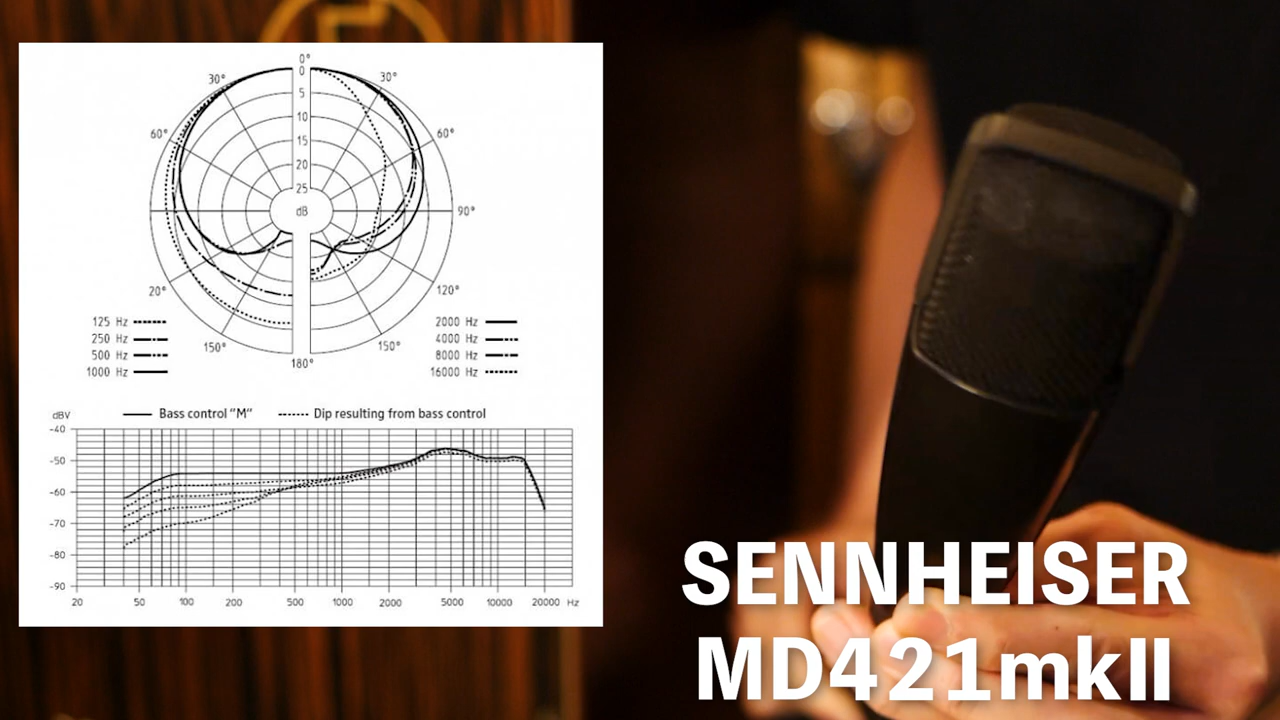 0°
0
30°
30°
5
10
60°
60°
15
20
25
dB
90°
20°
120°
150°
150°
180°
125 Hz
250 Hz
500 Hz
1000 Hz
2000 Hz
4000 Hz
8000 Hz
16000 Hz
dBV
Bass control "M"
Dip resulting from bass control
-40
-50
-60
-70
-80
-90
20 50 100 200 500 1000 2000 5000 10000 20000 Hz
SENNHEISER
MD421mkII